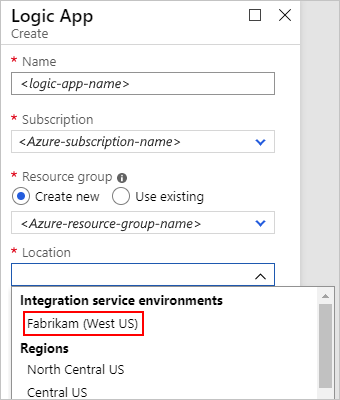 Logic App
Create
* Name
<logic-app-name>
* Subscription
<Azure-subscription-name>
* Resource group
Create new Use existing
<Azure-resource-group-name>
* Location
Integration service environments
Fabrikam (West US)
Regions
North Central US
Central US